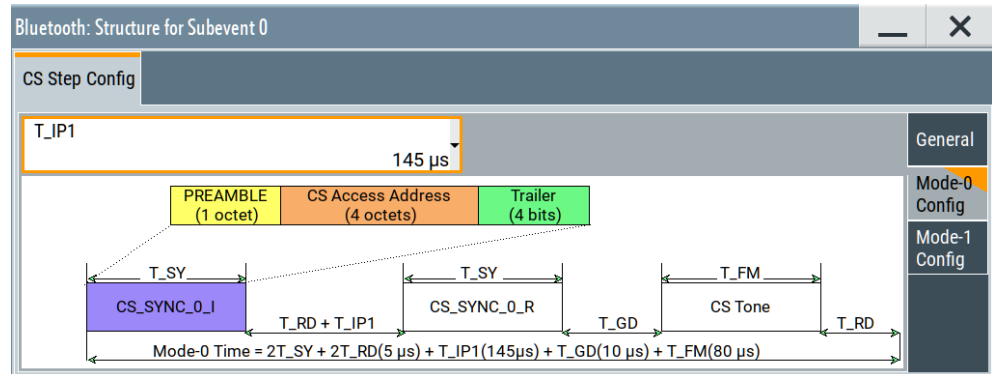 Bluetooth: Structure for Subevent 0
CS Step Config
T_IP1
145 µs
General
Mode-0
Config
Mode-1
Config
PREAMBLE
(1 octet)
CS Access Address
(4 octets)
Trailer
(4 bits)
T_SY
T_SY
T_FM
CS_SYNC_0_I
CS_SYNC_0_R
CS Tone
T_RD + T_IP1
T_GD
T_RD
Mode-0 Time = 2T_SY + 2T_RD(5 µs) + T_IP1(145µs) + T_GD(10 µs) + T_FM(80 µs)